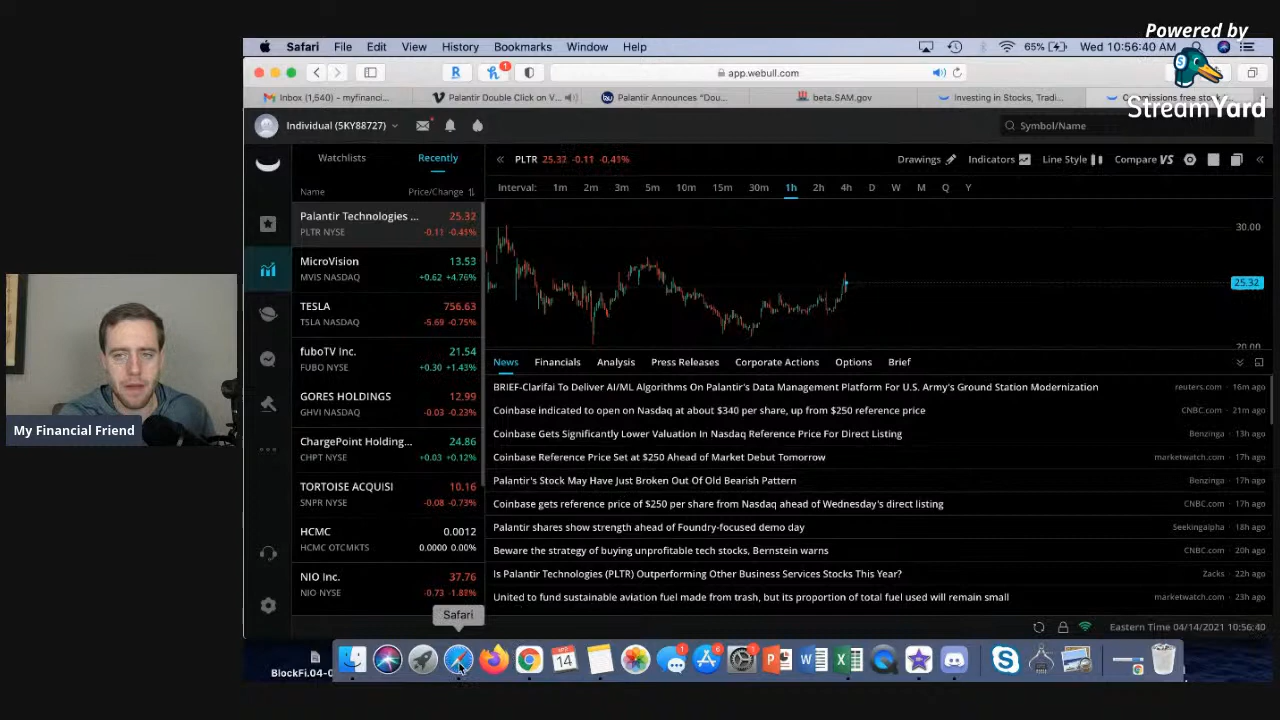 Powered by
StreamYard
Safari File Edit View History Bookmarks Window Help
65% Wed 10:56:40 AM
app.webull.com
Inbox (1,540) - myfinanci...
Palantir Double Click on V...
Palantir Announces "Dou...
beta.SAM.gov
Investing in Stocks, Tradi...
Individual (5KY88727)
Symbol/Name
Watchlists Recently
Name Price/Change
Palantir Technologies ... 25.32
PLTR NYSE -0.11 -0.41%
MicroVision 13.53
MVIS NASDAQ +0.62 +4.76%
TESLA 756.63
TSLA NASDAQ -5.69 -0.75%
fuboTV Inc. 21.54
FUBO NYSE +0.30 +1.43%
GORES HOLDINGS 12.99
GHVI NASDAQ -0.03 -0.23%
ChargePoint Holding... 24.86
CHPT NYSE +0.03 +0.12%
TORTOISE ACQUISI 10.16
SNPR NYSE -0.08 -0.73%
HCMC 0.0012
HCMC OTCMKTS 0.0000 0.00%
NIO Inc. 37.76
NIO NYSE
Safari
PLTR 25.32 -0.11 -0.41%
Drawings Indicators Line Style Compare VS
Interval: 1m 2m 3m 5m 10m 15m 30m 1h 2h 4h D W M Q Y
30.00
25.32
20.00
News Financials Analysis Press Releases Corporate Actions Options Brief
BRIEF-Clarifai To Deliver AI/ML Algorithms On Palantir's Data Management Platform For U.S. Army's Ground Station Modernization reuters.com · 16m ago
Coinbase indicated to open on Nasdaq at about $340 per share, up from $250 reference price CNBC.com · 21m ago
Coinbase Gets Significantly Lower Valuation In Nasdaq Reference Price For Direct Listing Benzinga · 13h ago
Coinbase Reference Price Set at $250 Ahead of Market Debut Tomorrow marketwatch.com · 17h ago
Palantir's Stock May Have Just Broken Out Of Old Bearish Pattern Benzinga · 17h ago
Coinbase gets reference price of $250 per share from Nasdaq ahead of Wednesday's direct listing CNBC.com · 17h ago
Palantir shares show strength ahead of Foundry-focused demo day Seekingalpha · 18h ago
Beware the strategy of buying unprofitable tech stocks, Bernstein warns CNBC.com · 20h ago
Is Palantir Technologies (PLTR) Outperforming Other Business Services Stocks This Year? Zacks · 22h ago
United to fund sustainable aviation fuel made from trash, but its proportion of total fuel used will remain small marketwatch.com · 23h ago
Eastern Time 04/14/2021 10:56:40
My Financial Friend